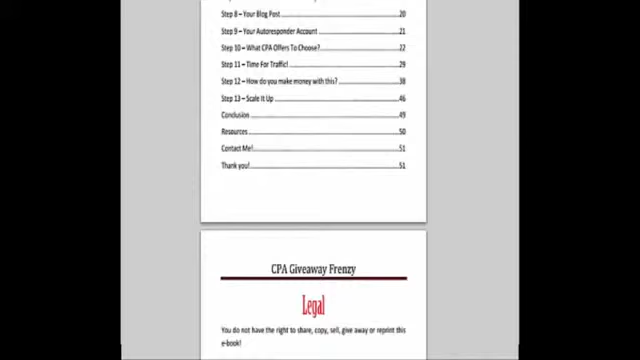 Step 8 – Your Blog Post ........ 20
Step 9 – Your Autoresponder Account ........ 21
Step 10 – What CPA Offers To Choose? ........ 22
Step 11 – Time For Traffic! ........ 29
Step 12 – How do you make money with this? ........ 38
Step 13 – Scale It Up ........ 46
Conclusion ........ 49
Resources ........ 50
Contact Me! ........ 51
Thank you! ........ 51
CPA Giveaway Frenzy
Legal
You do not have the right to share, copy, sell, give away or reprint this
e-book!